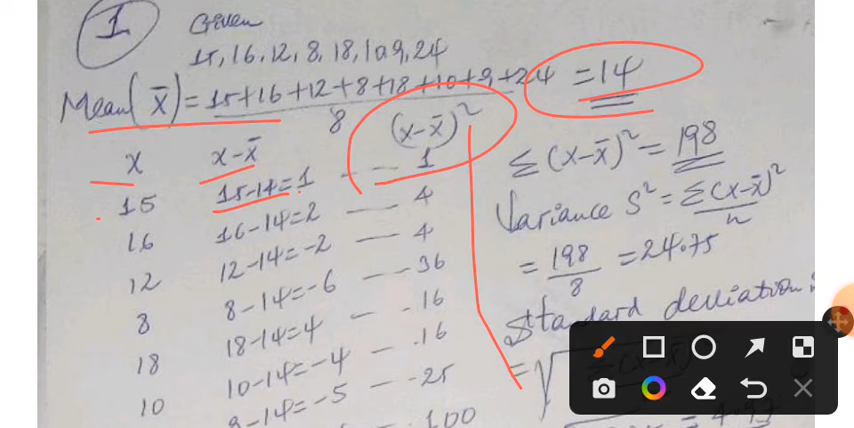 1 Given
15, 16, 12, 8, 18, 10 9, 24
Mean (x̄) = 15+16+12+8+18+10+9+24 = 14
8
x x-x̄ (x-x̄)²
15 15-14=1 1
16 16-14=2 4
12 12-14=-2 4
8 8-14=-6 36
18 18-14=4 16
10 10-14=-4 16
9-14=-5 25
100
Σ(x-x̄)² = 198
Variance S² = Σ(x-x̄)²
n
= 198 = 24.75
8
Standard deviation
= √
= 4.97